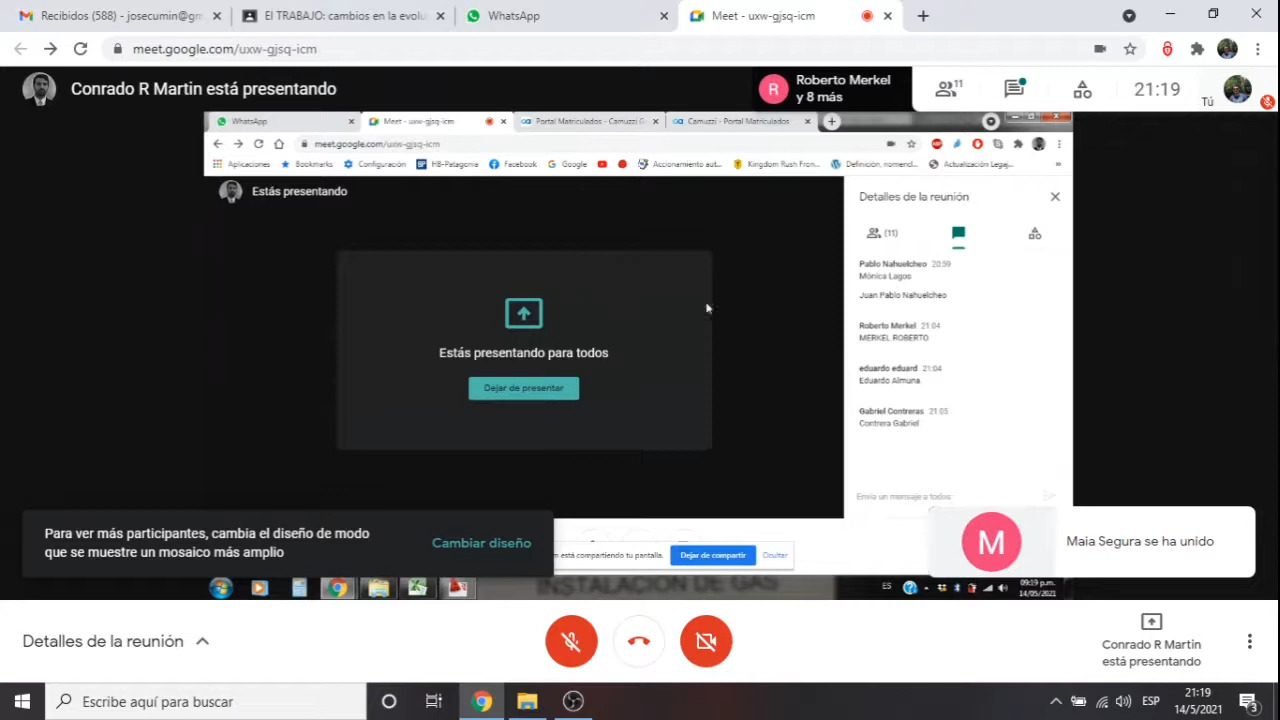 Recibidos (588) - josecumin@gm
El TRABAJO: cambios en la evolu
WhatsApp
Meet - uxw-gjsq-icm
meet.google.com/uxw-gjsq-icm
Conrado R Martin está presentando
R
Roberto Merkel
y 8 más
11
21:19
Tú
WhatsApp
Meet - uxw-gjsq-icm
Portal Matriculados - Camuzzi G
Camuzzi - Portal Matriculados
meet.google.com/uxw-gjsq-icm
Aplicaciones
Bookmarks
Configuración
HB-Patagonia
Facebook
Google
Accionamiento aut...
Kingdom Rush Fron...
Definición, nomencl...
Actualización Legaj...
»
Estás presentando
Detalles de la reunión
(11)
Pablo Nahuelcheo 20:59
Mónica Lagos
Juan Pablo Nahuelcheo
Roberto Merkel 21:04
MERKEL ROBERTO
eduardo eduard 21:04
Eduardo Almuna
Gabriel Contreras 21:05
Contrera Gabriel
Estás presentando para todos
Dejar de presentar
Envía un mensaje a todos
Para ver más participantes, cambia el diseño de modo
que se muestre un mosaico más amplio
Cambiar diseño
M
Maia Segura se ha unido
está compartiendo tu pantalla.
Dejar de compartir
Ocultar
INSTALACION DE GAS
ES
09:19 p.m.
14/05/2021
Detalles de la reunión
Conrado R Martin
está presentando
Escribe aquí para buscar
ESP
21:19
14/5/2021
3